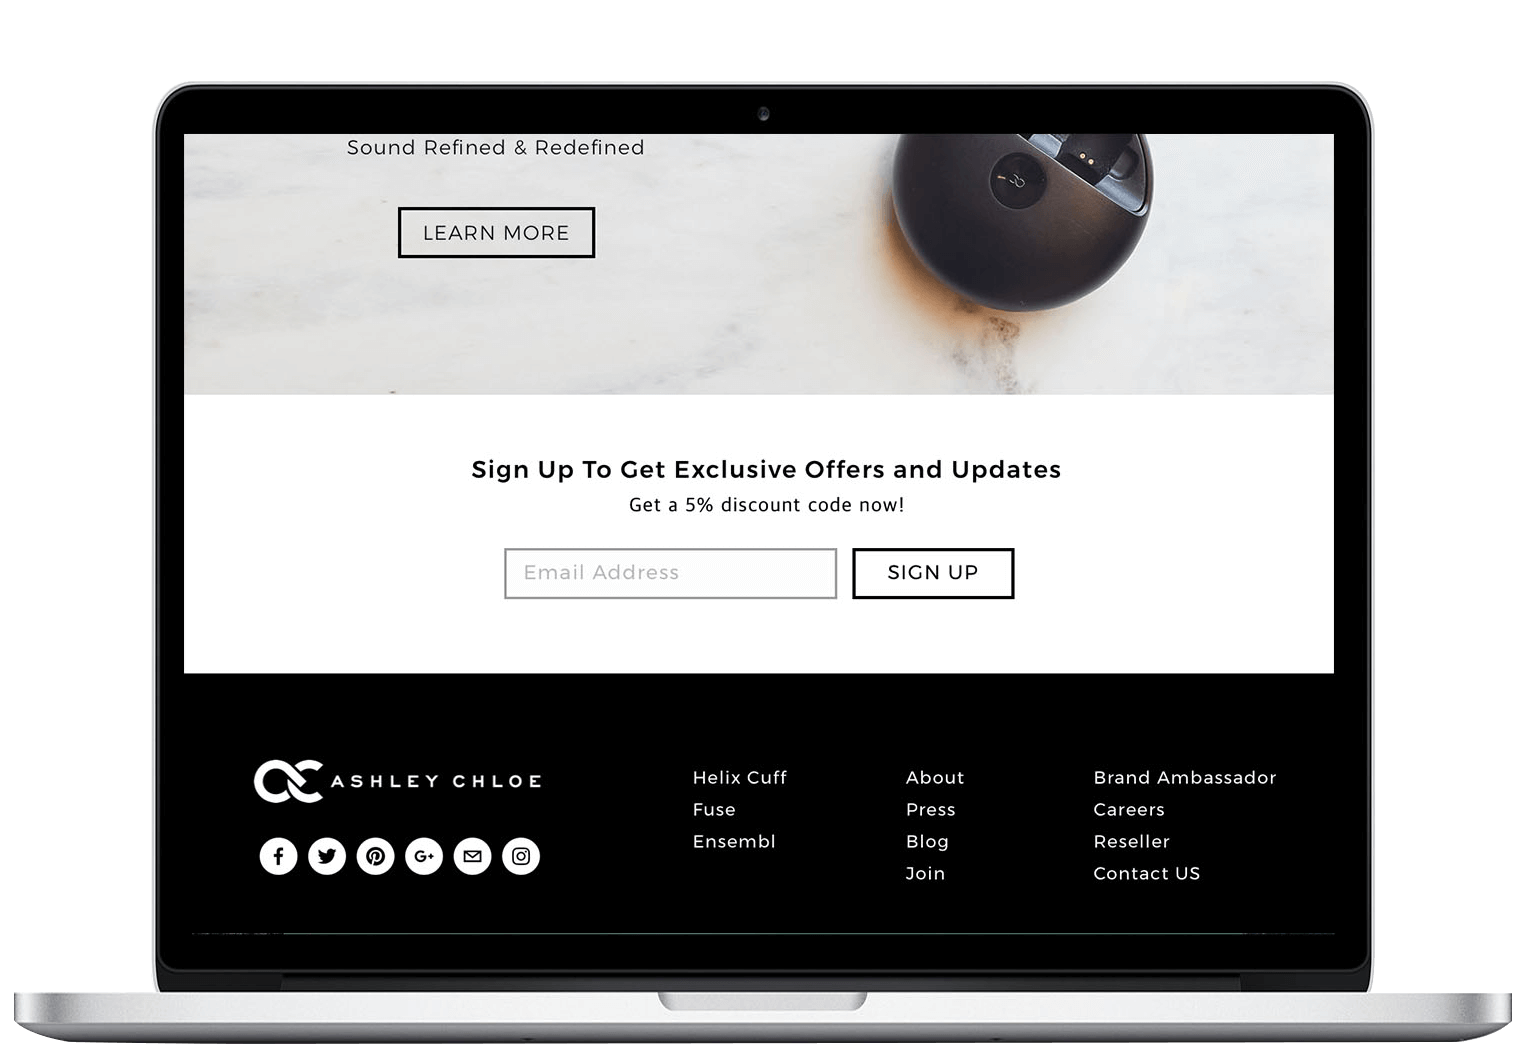 Sound Refined & Redefined
LEARN MORE
Sign Up To Get Exclusive Offers and Updates
Get a 5% discount code now!
Email Address
SIGN UP
ASHLEY CHLOE
Helix Cuff
Fuse
Ensembl
About
Press
Blog
Join
Brand Ambassador
Careers
Reseller
Contact US